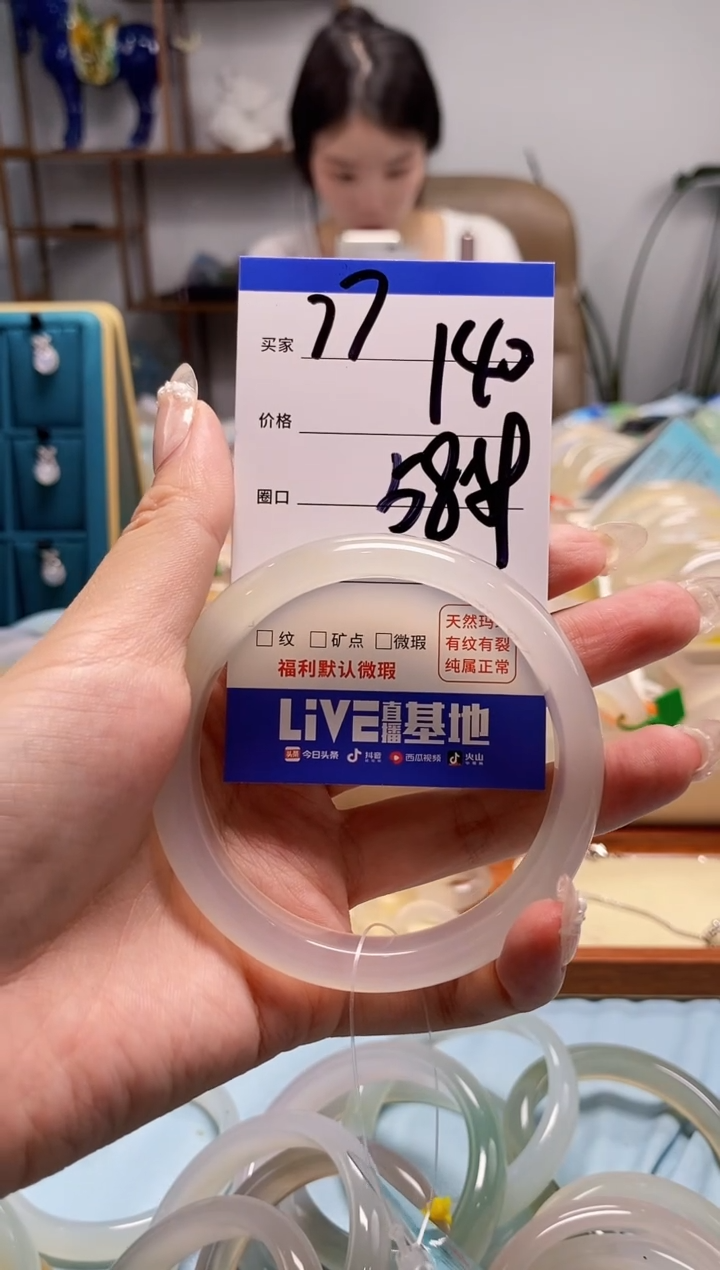 买家 77
140
价格
圈口 58
纹 矿点 微瑕
福利默认微瑕
天然玛
有纹有裂
纯属正常
LiVE直播基地
头条 今日头条 抖音 西瓜视频 火山